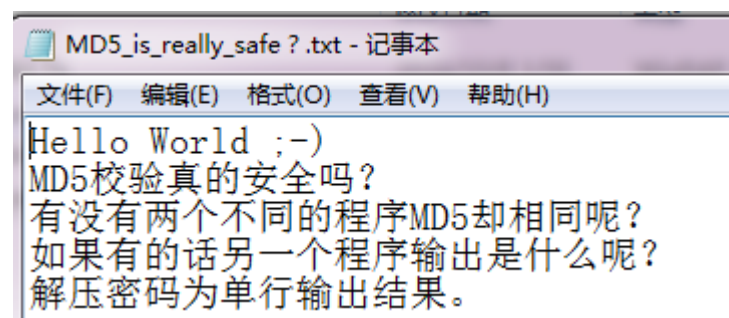 MD5_is_really_safe？.txt - 记事本
文件(F) 编辑(E) 格式(O) 查看(V) 帮助(H)
Hello World ;-)
MD5校验真的安全吗？
有没有两个不同的程序MD5却相同呢？
如果有的话另一个程序输出是什么呢？
解压密码为单行输出结果。